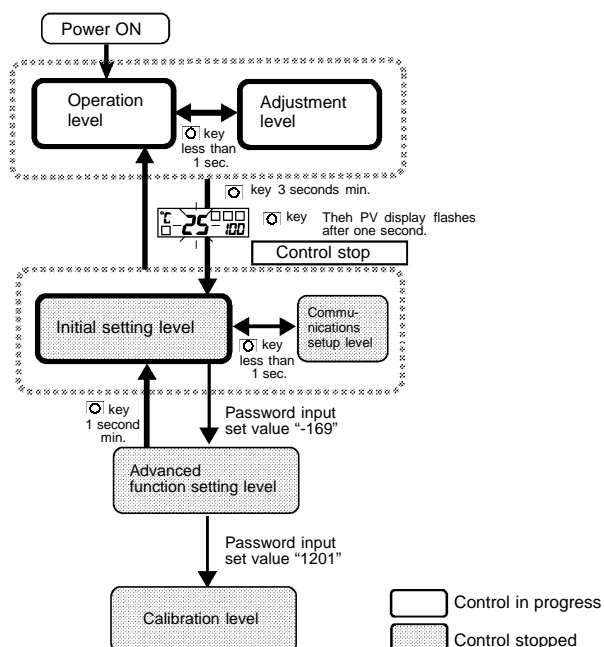 Power ON
Operation
level
Adjustment
level
key
less than
1 sec.
key 3 seconds min.
°C
25
100
key Theh PV display flashes
after one second.
Control stop
Initial setting level
Commu-
nications
setup level
key
less than
1 sec.
key
1 second
min.
Password input
set value “-169”
Advanced
function setting level
Password input
set value “1201”
Calibration level
Control in progress
Control stopped